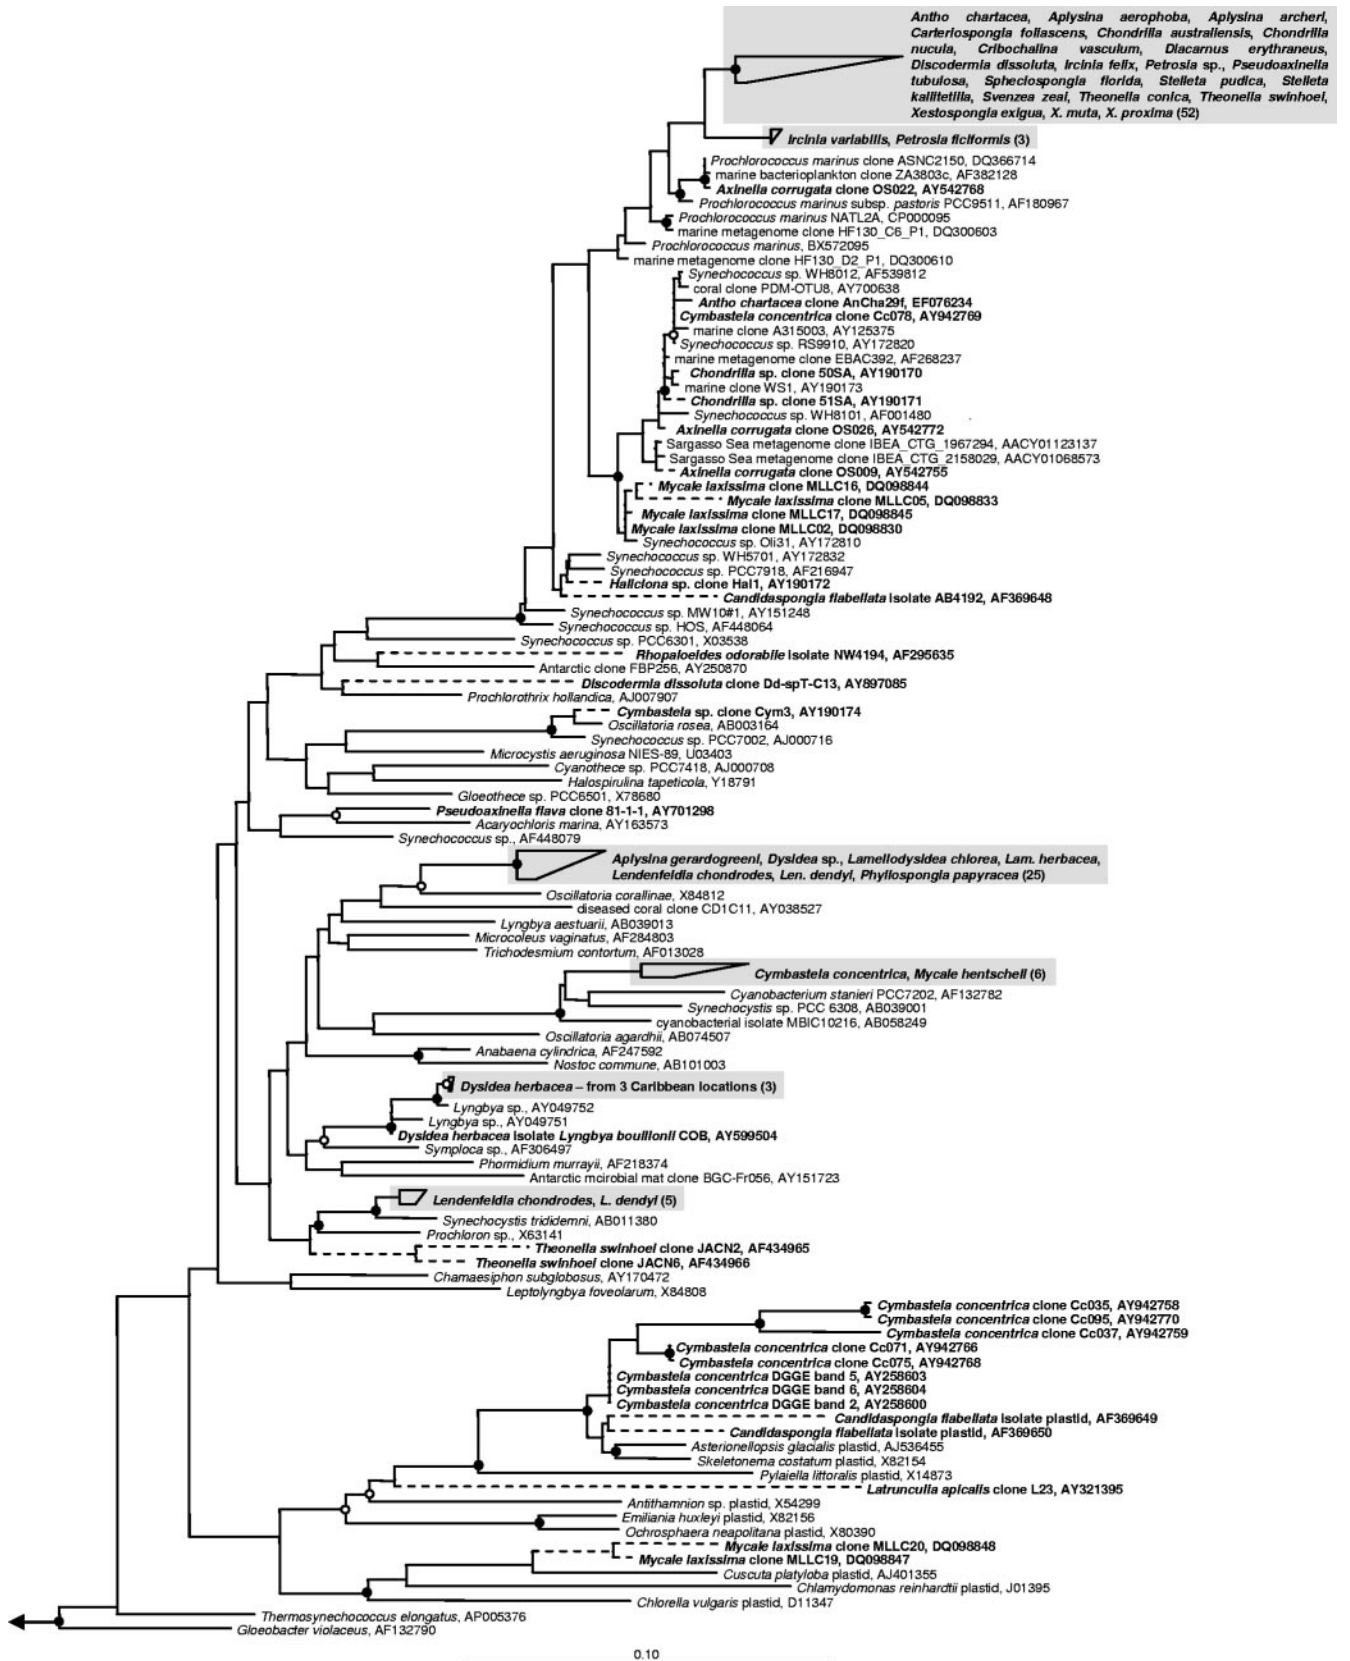 Antho chartacea, Aplysina aerophoba, Aplysina archeri,
Carteriospongia foliascens, Chondrilla australiensis, Chondrilla
nucula, Cribochalina vasculum, Diacarnus erythraneus,
Discodermia dissoluta, Ircinia felix, Petrosia sp., Pseudoaxinella
tubulosa, Spheciospongia florida, Stelleta pudica, Stelleta
kallitetilla, Svenzea zeai, Theonella conica, Theonella swinhoei,
Xestospongia exigua, X. muta, X. proxima (52)
Ircinia variabilis, Petrosia ficiformis (3)
Prochlorococcus marinus clone ASNC2150, DQ366714
marine bacterioplankton clone ZA3803c, AF382128
Axinella corrugata clone OS022, AY542768
Prochlorococcus marinus subsp. pastoris PCC9511, AF180967
Prochlorococcus marinus NATL2A, CP000095
marine metagenome clone HF130_C6_P1, DQ300603
Prochlorococcus marinus, BX572095
marine metagenome clone HF130_D2_P1, DQ300610
Synechococcus sp. WH8012, AF539812
coral clone PDM-OTU8, AY700638
Antho chartacea clone AnCha29f, EF076234
Cymbastela concentrica clone Cc078, AY942769
marine clone A315003, AY125375
Synechococcus sp. RS9910, AY172820
marine metagenome clone EBAC392, AF268237
Chondrilla sp. clone 50SA, AY190170
marine clone WS1, AY190173
Chondrilla sp. clone 51SA, AY190171
Synechococcus sp. WH8101, AF001480
Axinella corrugata clone OS026, AY542772
Sargasso Sea metagenome clone IBEA_CTG_1967294, AACY01123137
Sargasso Sea metagenome clone IBEA_CTG_2158029, AACY01068573
Axinella corrugata clone OS009, AY542755
Mycale laxissima clone MLLC16, DQ098844
Mycale laxissima clone MLLC05, DQ098833
Mycale laxissima clone MLLC17, DQ098845
Mycale laxissima clone MLLC02, DQ098830
Synechococcus sp. Oli31, AY172810
Synechococcus sp. WH5701, AY172832
Synechococcus sp. PCC7918, AF216947
Haliclona sp. clone Hal1, AY190172
Candidaspongia flabellata isolate AB4192, AF369648
Synechococcus sp. MW10#1, AY151248
Synechococcus sp. HOS, AF448064
Synechococcus sp. PCC6301, X03538
Rhopaloeides odorabile isolate NW4194, AF295635
Antarctic clone FBP256, AY250870
Discodermia dissoluta clone Dd-spT-C13, AY897085
Prochlorothrix hollandica, AJ007907
Cymbastela sp. clone Cym3, AY190174
Oscillatoria rosea, AB003164
Synechococcus sp. PCC7002, AJ000716
Microcystis aeruginosa NIES-89, U03403
Cyanothece sp. PCC7418, AJ000708
Halospirulina tapeticola, Y18791
Gloeothece sp. PCC6501, X78680
Pseudoaxinella flava clone 81-1-1, AY701298
Acaryochloris marina, AY163573
Synechococcus sp., AF448079
Aplysina gerardogreeni, Dysidea sp., Lamellodysidea chlorea, Lam. herbacea,
Lendenfeldia chondrodes, Len. dendyi, Phyllospongia papyracea (25)
Oscillatoria corallinae, X84812
diseased coral clone CD1C11, AY038527
Lyngbya aestuarii, AB039013
Microcoleus vaginatus, AF284803
Trichodesmium contortum, AF013028
Cymbastela concentrica, Mycale hentscheli (6)
Cyanobacterium stanieri PCC7202, AF132782
Synechocystis sp. PCC 6308, AB039001
cyanobacterial isolate MBIC10216, AB058249
Oscillatoria agardhii, AB074507
Anabaena cylindrica, AF247592
Nostoc commune, AB101003
Dysidea herbacea – from 3 Caribbean locations (3)
Lyngbya sp., AY049752
Lyngbya sp., AY049751
Dysidea herbacea isolate Lyngbya bouillonii COB, AY599504
Symploca sp., AF306497
Phormidium murrayii, AF218374
Antarctic mcirobial mat clone BGC-Fr056, AY151723
Lendenfeldia chondrodes, L. dendyi (5)
Synechocystis trididemni, AB011380
Prochloron sp., X63141
Theonella swinhoei clone JACN2, AF434965
Theonella swinhoei clone JACN6, AF434966
Chamaesiphon subglobosus, AY170472
Leptolyngbya foveolarum, X84808
Cymbastela concentrica clone Cc035, AY942758
Cymbastela concentrica clone Cc095, AY942770
Cymbastela concentrica clone Cc037, AY942759
Cymbastela concentrica clone Cc071, AY942766
Cymbastela concentrica clone Cc075, AY942768
Cymbastela concentrica DGGE band 5, AY258603
Cymbastela concentrica DGGE band 6, AY258604
Cymbastela concentrica DGGE band 2, AY258600
Candidaspongia flabellata isolate plastid, AF369649
Candidaspongia flabellata isolate plastid, AF369650
Asterionellopsis glacialis plastid, AJ536455
Skeletonema costatum plastid, X82154
Pylaiella littoralis plastid, X14873
Latrunculia apicalis clone L23, AY321395
Antithamnion sp. plastid, X54299
Emiliania huxleyi plastid, X82156
Ochrosphaera neapolitana plastid, X80390
Mycale laxissima clone MLLC20, DQ098848
Mycale laxissima clone MLLC19, DQ098847
Cuscuta platyloba plastid, AJ401355
Chlamydomonas reinhardtii plastid, J01395
Chlorella vulgaris plastid, D11347
Thermosynechococcus elongatus, AP005376
Gloeobacter violaceus, AF132790
0.10